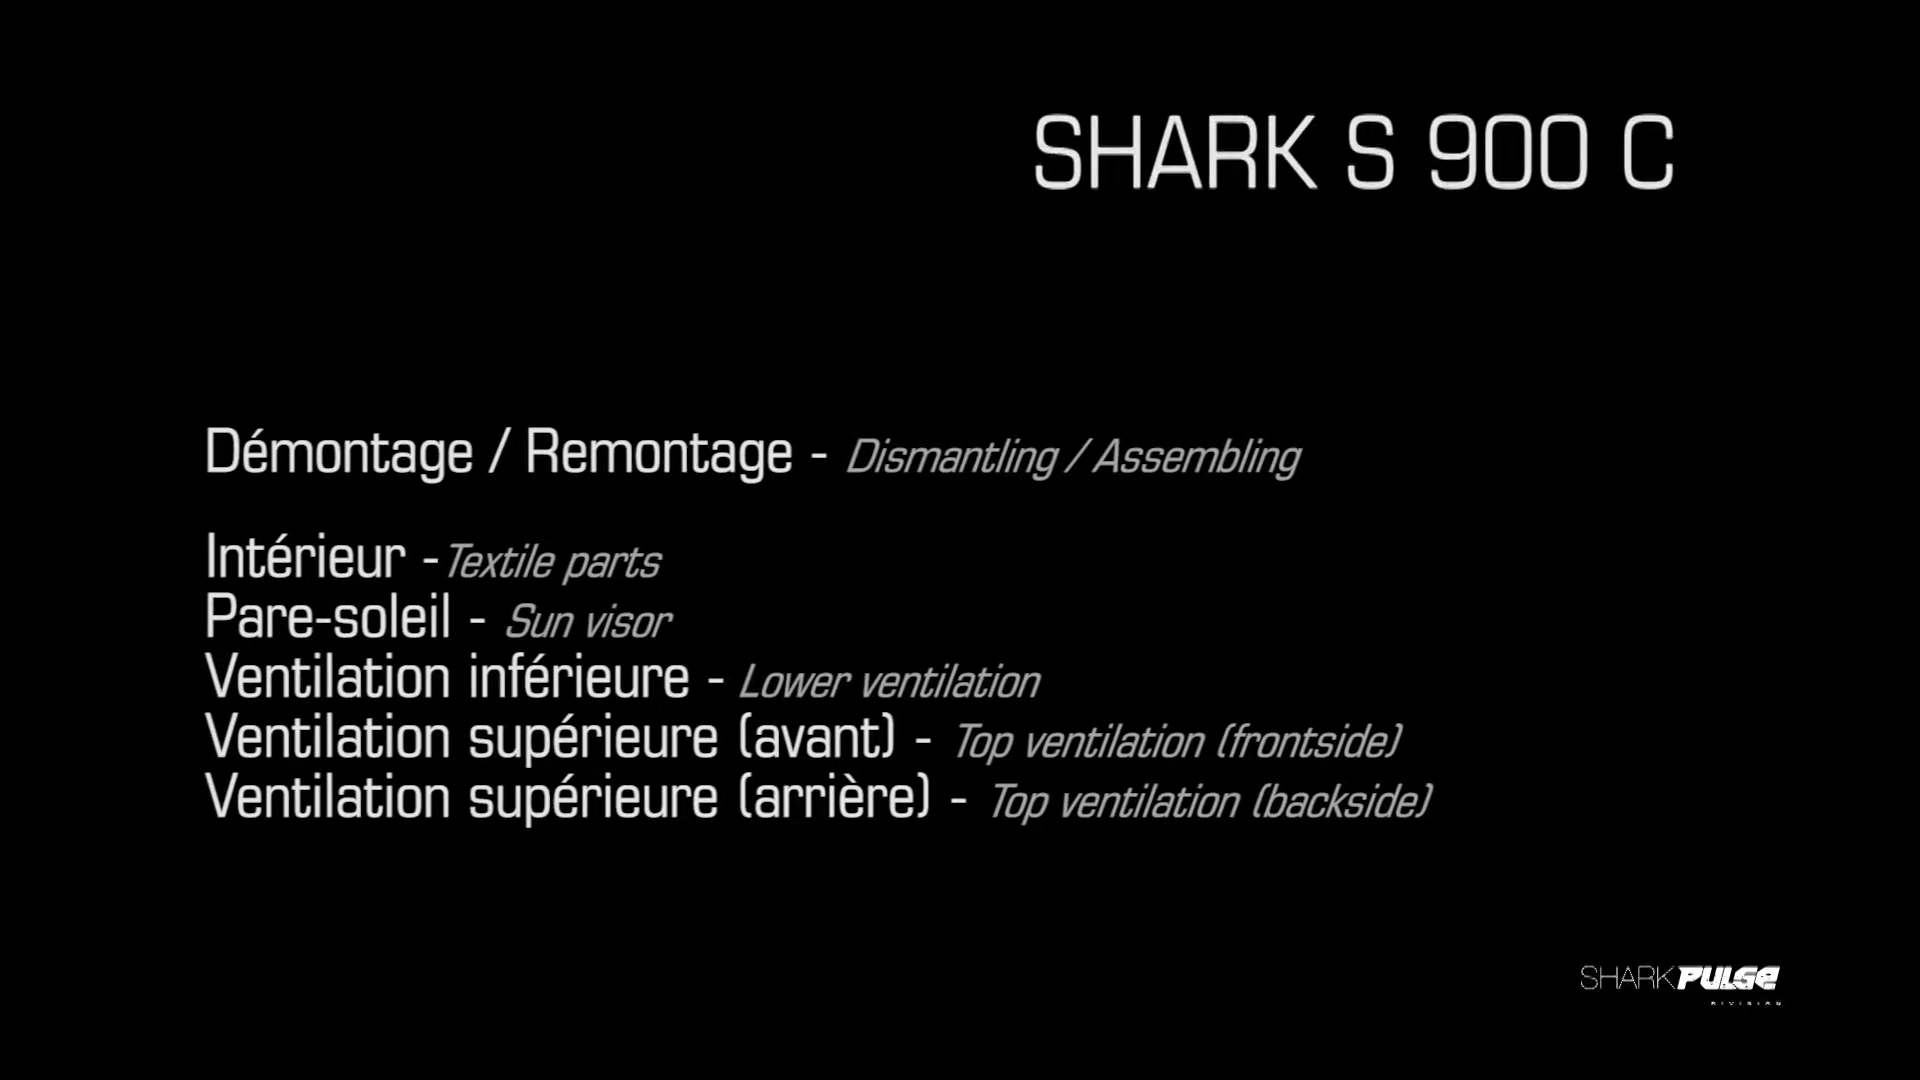 SHARK S 900 C
Démontage / Remontage - Dismantling / Assembling
Intérieur -Textile parts
Pare-soleil - Sun visor
Ventilation inférieure - Lower ventilation
Ventilation supérieure (avant) - Top ventilation (frontside)
Ventilation supérieure (arrière) - Top ventilation (backside)
SHARK PULSE
DIVISION